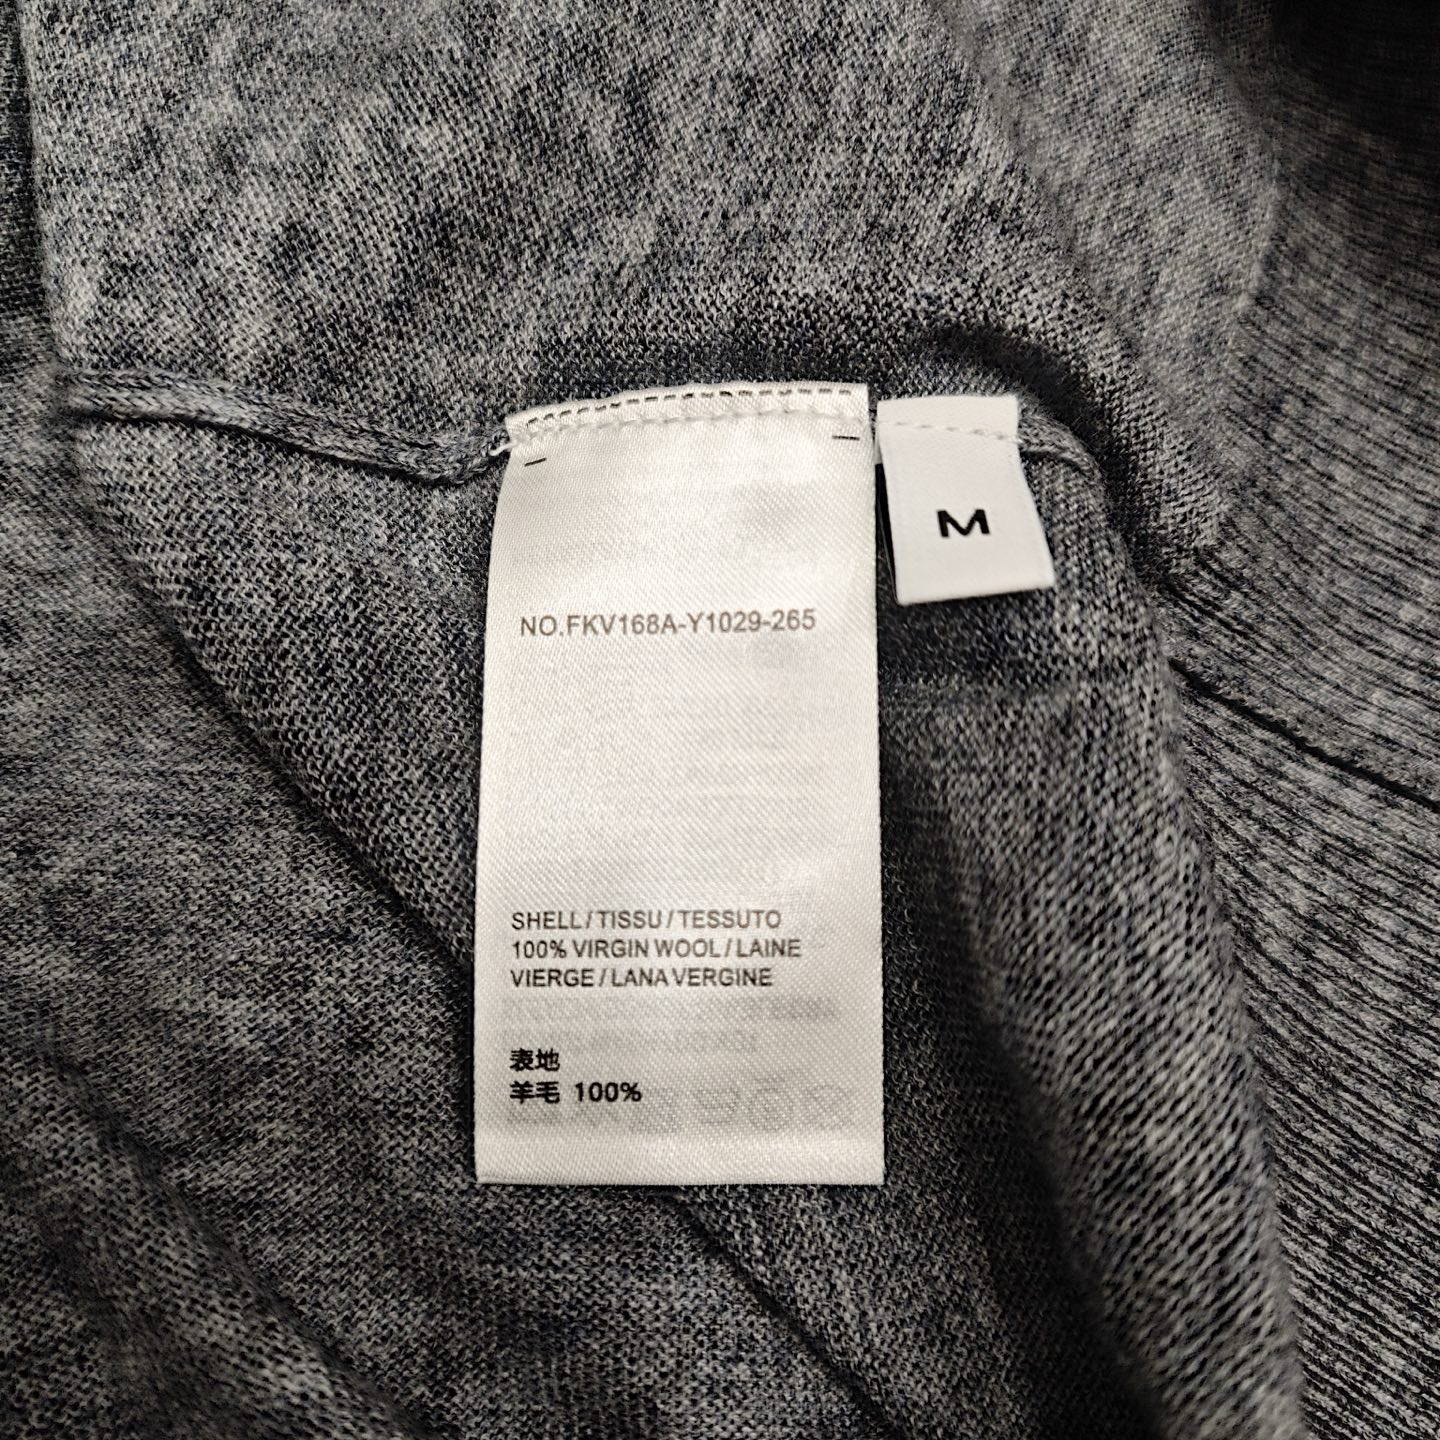 M
NO.FKV168A-Y1029-265
SHELL/TISSU/TESSUTO
100% VIRGIN WOOL/LAINE
VIERGE/LANA VERGINE
表地
羊毛 100%